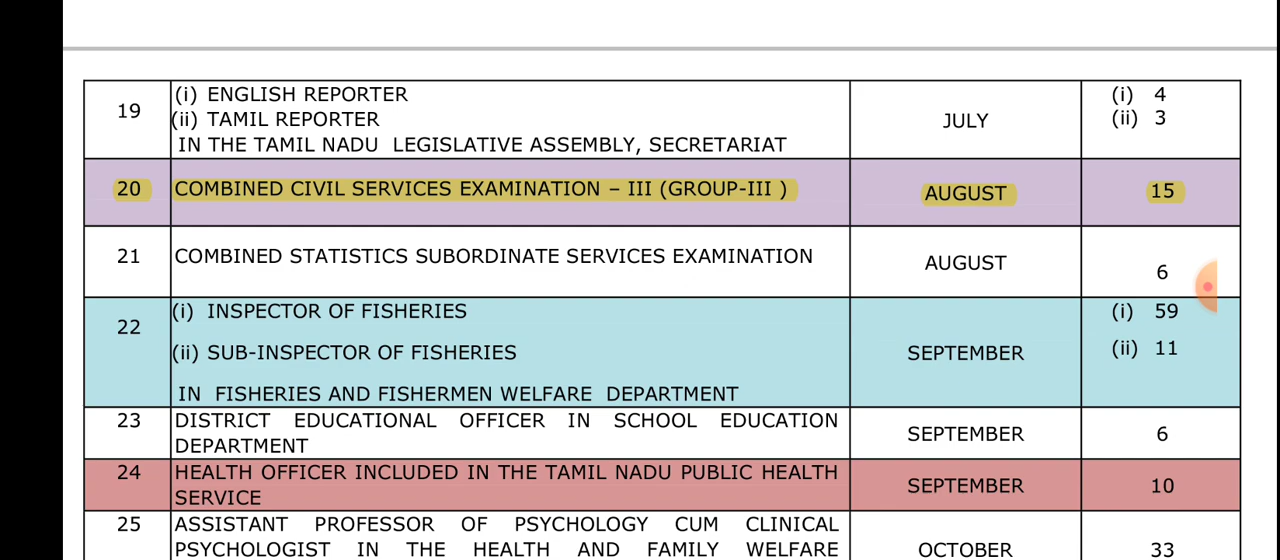 19
(i) ENGLISH REPORTER
(ii) TAMIL REPORTER
IN THE TAMIL NADU LEGISLATIVE ASSEMBLY, SECRETARIAT
JULY
(i) 4
(ii) 3
20
COMBINED CIVIL SERVICES EXAMINATION – III (GROUP-III )
AUGUST
15
21
COMBINED STATISTICS SUBORDINATE SERVICES EXAMINATION
AUGUST
6
22
(i) INSPECTOR OF FISHERIES
(ii) SUB-INSPECTOR OF FISHERIES
IN FISHERIES AND FISHERMEN WELFARE DEPARTMENT
SEPTEMBER
(i) 59
(ii) 11
23
DISTRICT EDUCATIONAL OFFICER IN SCHOOL EDUCATION
DEPARTMENT
SEPTEMBER
6
24
HEALTH OFFICER INCLUDED IN THE TAMIL NADU PUBLIC HEALTH
SERVICE
SEPTEMBER
10
25
ASSISTANT PROFESSOR OF PSYCHOLOGY CUM CLINICAL
PSYCHOLOGIST IN THE HEALTH AND FAMILY WELFARE
OCTOBER
33